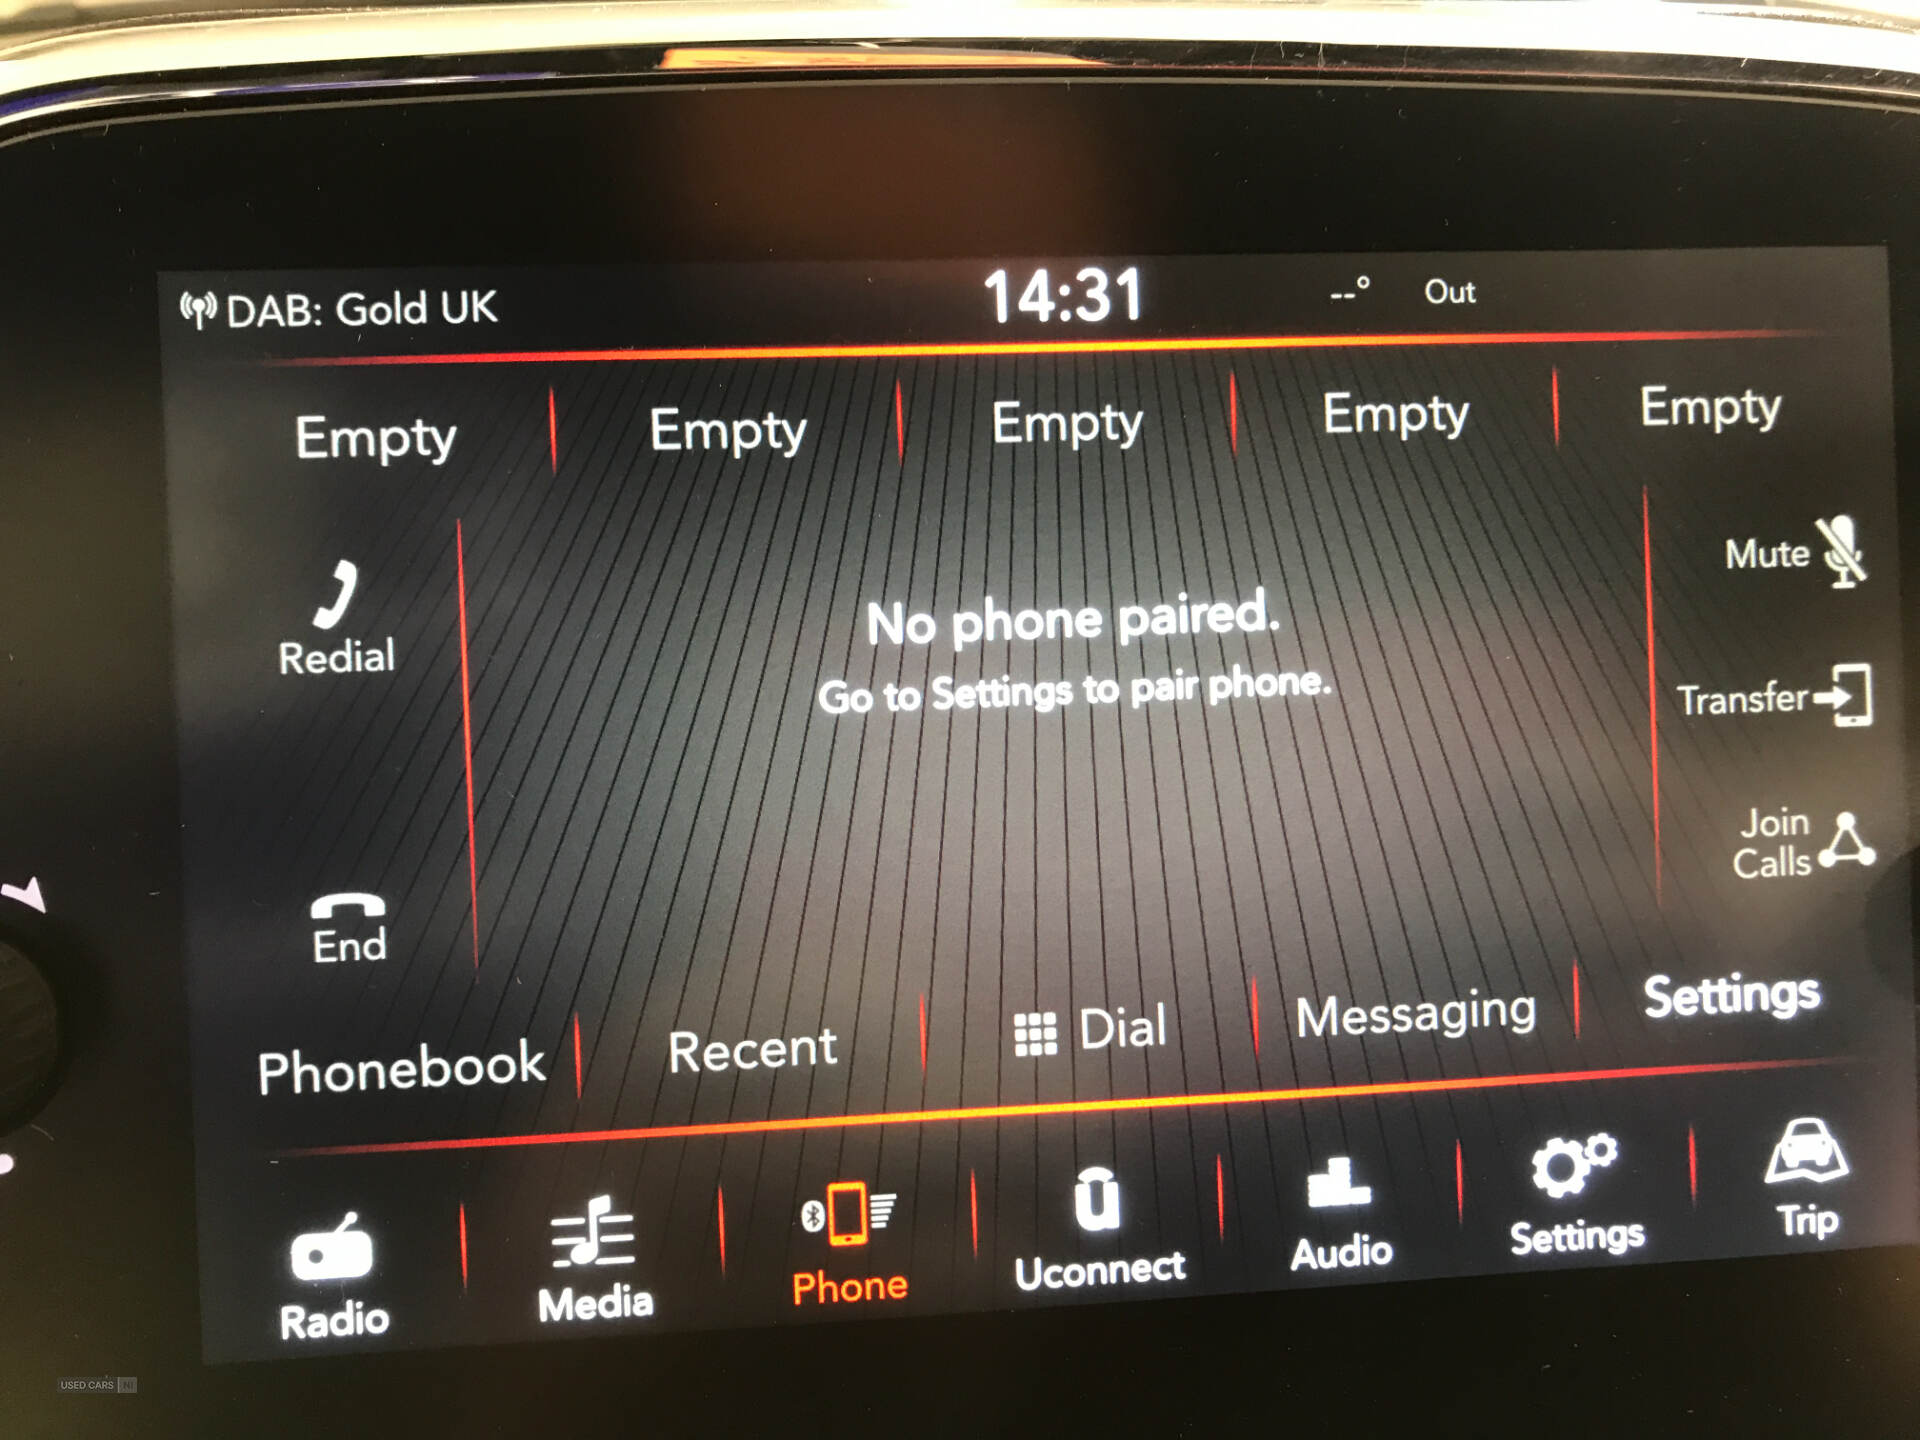 DAB: Gold UK 14:31 --° Out
Empty Empty Empty Empty Empty
Mute
No phone paired.
Redial
Go to Settings to pair phone.
Transfer
Join
Calls
End
Phonebook Recent Dial Messaging Settings
Radio Media Phone Uconnect Audio Settings Trip
USED CARS NI